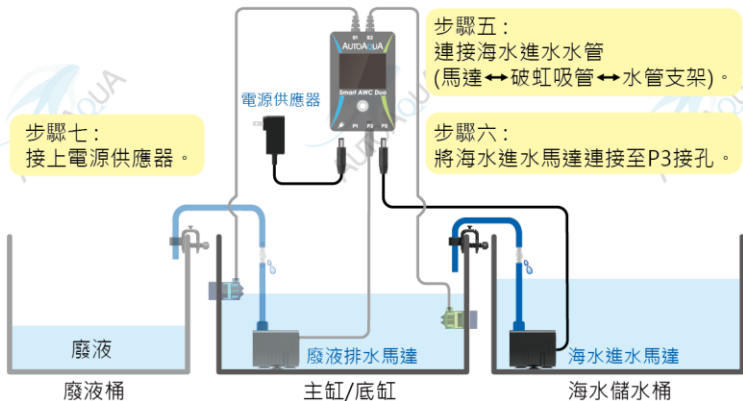 步驟五：
連接海水進水水管
(馬達↔破虹吸管↔水管支架)。
S1 S2
AUTOAQUA
Smart AWC Duo
P1 P2 P3
電源供應器
步驟七：
接上電源供應器。
步驟六：
將海水進水馬達連接至P3接孔。
廢液
廢液排水馬達
海水進水馬達
廢液桶
主缸/底缸
海水儲水桶